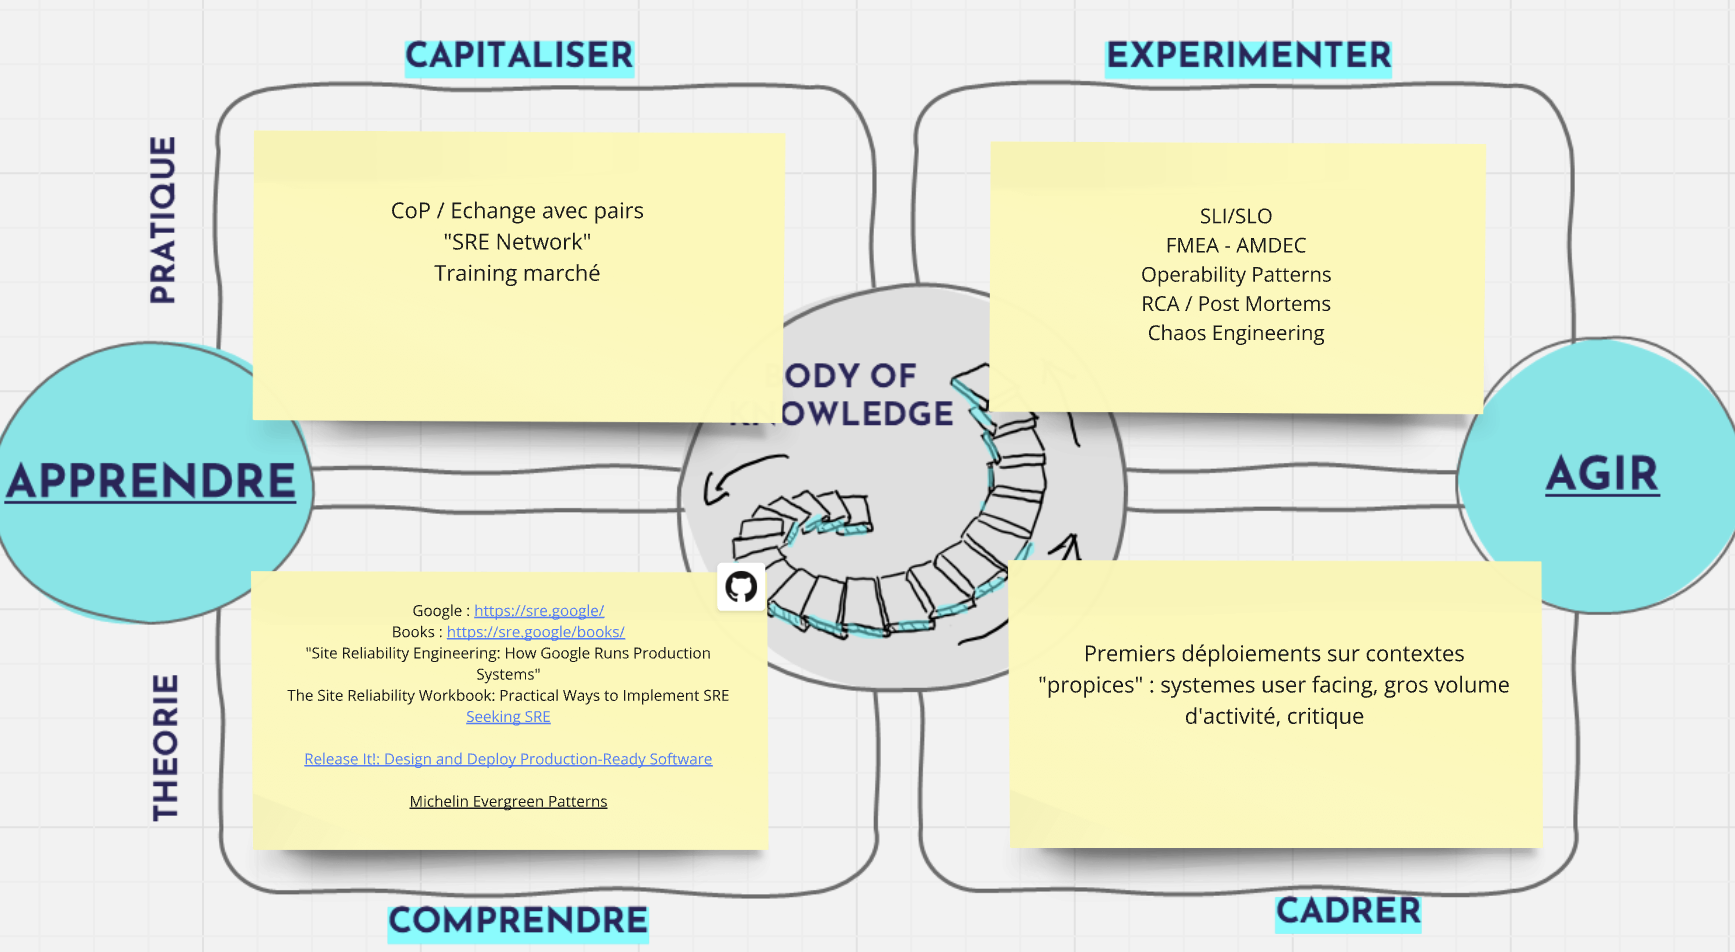 CAPITALISER
EXPERIMENTER
PRATIQUE
CoP / Echange avec pairs
"SRE Network"
Training marché
SLI/SLO
FMEA - AMDEC
Operability Patterns
RCA / Post Mortems
Chaos Engineering
ODY OF
KNOWLEDGE
APPRENDRE
AGIR
THEORIE
Google : https://sre.google/
Books : https://sre.google/books/
"Site Reliability Engineering: How Google Runs Production
Systems"
The Site Reliability Workbook: Practical Ways to Implement SRE
Seeking SRE
Release It!: Design and Deploy Production-Ready Software
Michelin Evergreen Patterns
Premiers déploiements sur contextes
"propices" : systemes user facing, gros volume
d'activité, critique
COMPRENDRE
CADRER